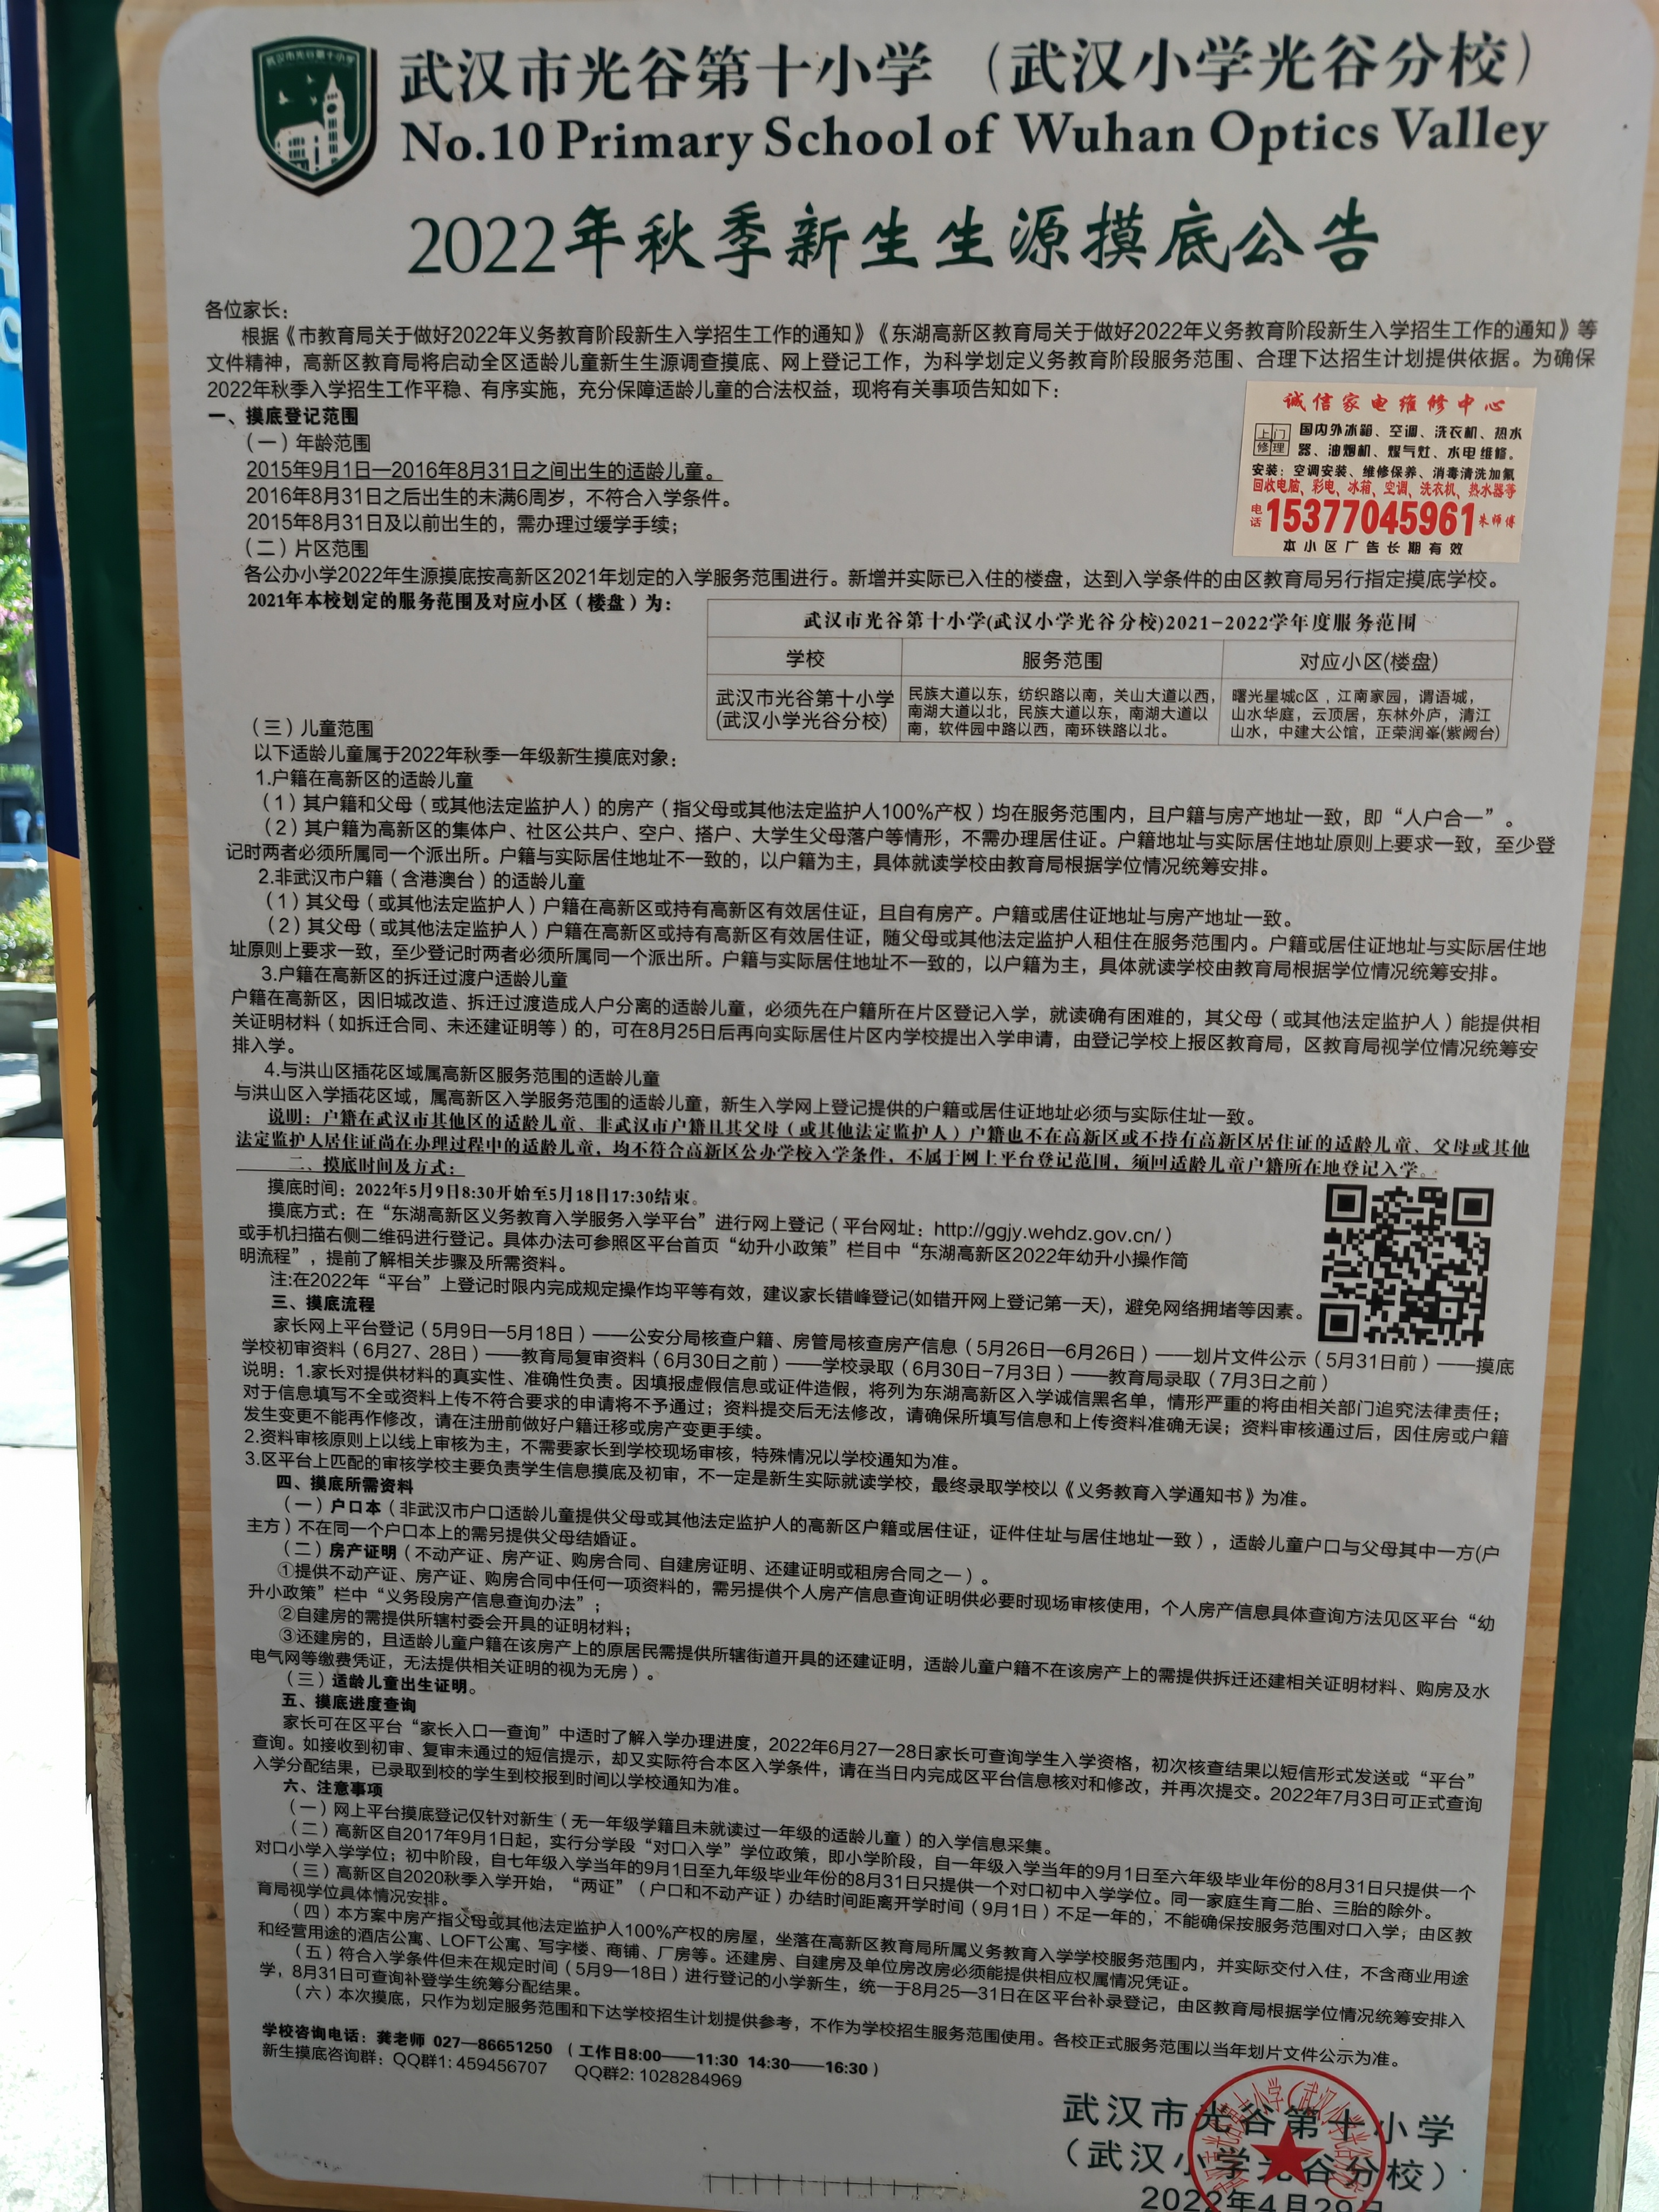 武汉市光谷第十小学（武汉小学光谷分校）
No.10 Primary School of Wuhan Optics Valley
2022年秋季新生生源摸底公告
各位家长：
根据《市教育局关于做好2022年义务教育阶段新生入学招生工作的通知》《东湖高新区教育局关于做好2022年义务教育阶段新生入学招生工作的通知》等
文件精神，高新区教育局将启动全区适龄儿童新生生源调查摸底、网上登记工作，为科学划定义务教育阶段服务范围、合理下达招生计划提供依据。为确保
2022年秋季入学招生工作平稳、有序实施，充分保障适龄儿童的合法权益，现将有关事项告知如下：
一、摸底登记范围
（一）年龄范围
2015年9月1日—2016年8月31日之间出生的适龄儿童。
2016年8月31日之后出生的未满6周岁，不符合入学条件。
2015年8月31日及以前出生的，需办理过缓学手续；
（二）片区范围
诚信家电维修中心
上门修理
国内外冰箱、空调、洗衣机、热水
器、油烟机、煤气灶、水电维修。
安装：空调安装、维修保养、消毒清洗加氟
回收电脑、彩电、冰箱、空调、洗衣机、热水器等
电话15377045961朱师傅
本小区广告长期有效
各公办小学2022年生源摸底按高新区2021年划定的入学服务范围进行。新增并实际已入住的楼盘，达到入学条件的由区教育局另行指定摸底学校。
2021年本校划定的服务范围及对应小区（楼盘）为：
武汉市光谷第十小学(武汉小学光谷分校)2021-2022学年度服务范围
学校 服务范围 对应小区(楼盘)
武汉市光谷第十小学
(武汉小学光谷分校)
民族大道以东，纺织路以南，关山大道以西，
南湖大道以北，民族大道以东，南湖大道以
南，软件园中路以西，南环铁路以北。
曙光星城c区，江南家园，谓语城，
山水华庭，云顶居，东林外庐，清江
山水，中建大公馆，正荣润峯(紫阙台)
（三）儿童范围
以下适龄儿童属于2022年秋季一年级新生摸底对象：
1.户籍在高新区的适龄儿童
（1）其户籍和父母（或其他法定监护人）的房产（指父母或其他法定监护人100%产权）均在服务范围内，且户籍与房产地址一致，即“人户合一”。
（2）其户籍为高新区的集体户、社区公共户、空户、搭户、大学生父母落户等情形，不需办理居住证。户籍地址与实际居住地址原则上要求一致，至少登
记时两者必须所属同一个派出所。户籍与实际居住地址不一致的，以户籍为主，具体就读学校由教育局根据学位情况统筹安排。
2.非武汉市户籍（含港澳台）的适龄儿童
（1）其父母（或其他法定监护人）户籍在高新区或持有高新区有效居住证，且自有房产。户籍或居住证地址与房产地址一致。
（2）其父母（或其他法定监护人）户籍在高新区或持有高新区有效居住证，随父母或其他法定监护人租住在服务范围内。户籍或居住证地址与实际居住地
址原则上要求一致，至少登记时两者必须所属同一个派出所。户籍与实际居住地址不一致的，以户籍为主，具体就读学校由教育局根据学位情况统筹安排。
3.户籍在高新区的拆迁过渡户适龄儿童
户籍在高新区，因旧城改造、拆迁过渡造成人户分离的适龄儿童，必须先在户籍所在片区登记入学，就读确有困难的，其父母（或其他法定监护人）能提供相
关证明材料（如拆迁合同、未还建证明等）的，可在8月25日后再向实际居住片区内学校提出入学申请，由登记学校上报区教育局，区教育局视学位情况统筹安
排入学。
4.与洪山区插花区域属高新区服务范围的适龄儿童
与洪山区入学插花区域，属高新区入学服务范围的适龄儿童，新生入学网上登记提供的户籍或居住证地址必须与实际住址一致。
说明：户籍在武汉市其他区的适龄儿童、非武汉市户籍且其父母（或其他法定监护人）户籍也不在高新区或不持有高新区居住证的适龄儿童、父母或其他
法定监护人居住证尚在办理过程中的适龄儿童，均不符合高新区公办学校入学条件，不属于网上平台登记范围，须回适龄儿童户籍所在地登记入学。
二、摸底时间及方式：
摸底时间：2022年5月9日8:30开始至5月18日17:30结束。
摸底方式：在“东湖高新区义务教育入学服务入学平台”进行网上登记（平台网址：http://ggjy.wehdz.gov.cn/）
或手机扫描右侧二维码进行登记。具体办法可参照区平台首页“幼升小政策”栏目中“东湖高新区2022年幼升小操作简
明流程”，提前了解相关步骤及所需资料。
注:在2022年“平台”上登记时限内完成规定操作均平等有效，建议家长错峰登记(如错开网上登记第一天)，避免网络拥堵等因素。
三、摸底流程
家长网上平台登记（5月9日—5月18日）——公安分局核查户籍、房管局核查房产信息（5月26日—6月26日）——划片文件公示（5月31日前）——摸底
学校初审资料（6月27、28日）——教育局复审资料（6月30日之前）——学校录取（6月30日-7月3日）——教育局录取（7月3日之前）
说明：1.家长对提供材料的真实性、准确性负责。因填报虚假信息或证件造假，将列为东湖高新区入学诚信黑名单，情形严重的将由相关部门追究法律责任；
对于信息填写不全或资料上传不符合要求的申请将不予通过；资料提交后无法修改，请确保所填写信息和上传资料准确无误；资料审核通过后，因住房或户籍
发生变更不能再作修改，请在注册前做好户籍迁移或房产变更手续。
2.资料审核原则上以线上审核为主，不需要家长到学校现场审核，特殊情况以学校通知为准。
3.区平台上匹配的审核学校主要负责学生信息摸底及初审，不一定是新生实际就读学校，最终录取学校以《义务教育入学通知书》为准。
四、摸底所需资料
（一）户口本（非武汉市户口适龄儿童提供父母或其他法定监护人的高新区户籍或居住证，证件住址与居住地址一致），适龄儿童户口与父母其中一方(户
主方）不在同一个户口本上的需另提供父母结婚证。
（二）房产证明（不动产证、房产证、购房合同、自建房证明、还建证明或租房合同之一）。
①提供不动产证、房产证、购房合同中任何一项资料的，需另提供个人房产信息查询证明供必要时现场审核使用，个人房产信息具体查询方法见区平台“幼
升小政策”栏中“义务段房产信息查询办法”；
②自建房的需提供所辖村委会开具的证明材料；
③还建房的，且适龄儿童户籍在该房产上的原居民需提供所辖街道开具的还建证明，适龄儿童户籍不在该房产上的需提供拆迁还建相关证明材料、购房及水
电气网等缴费凭证，无法提供相关证明的视为无房）。
（三）适龄儿童出生证明。
五、摸底进度查询
家长可在区平台“家长入口一查询”中适时了解入学办理进度，2022年6月27—28日家长可查询学生入学资格，初次核查结果以短信形式发送或“平台”
查询。如接收到初审、复审未通过的短信提示，却又实际符合本区入学条件，请在当日内完成区平台信息核对和修改，并再次提交。2022年7月3日可正式查询
入学分配结果，已录取到校的学生到校报到时间以学校通知为准。
六、注意事项
（一）网上平台摸底登记仅针对新生（无一年级学籍且未就读过一年级的适龄儿童）的入学信息采集。
（二）高新区自2017年9月1日起，实行分学段“对口入学”学位政策，即小学阶段，自一年级入学当年的9月1日至六年级毕业年份的8月31日只提供一个
对口小学入学学位；初中阶段，自七年级入学当年的9月1日至九年级毕业年份的8月31日只提供一个对口初中入学学位。同一家庭生育二胎、三胎的除外。
（三）高新区自2020秋季入学开始，“两证”（户口和不动产证）办结时间距离开学时间（9月1日）不足一年的，不能确保按服务范围对口入学，由区教
育局视学位具体情况安排。
（四）本方案中房产指父母或其他法定监护人100%产权的房屋，坐落在高新区教育局所属义务教育入学学校服务范围内，并实际交付入住，不含商业用途
和经营用途的酒店公寓、LOFT公寓、写字楼、商铺、厂房等。还建房、自建房及单位房改房必须能提供相应权属情况凭证。
（五）符合入学条件但未在规定时间（5月9—18日）进行登记的小学新生，统一于8月25—31日在区平台补录登记，由区教育局根据学位情况统筹安排入
学，8月31日可查询补登学生统筹分配结果。
（六）本次摸底，只作为划定服务范围和下达学校招生计划提供参考，不作为学校招生服务范围使用。各校正式服务范围以当年划片文件公示为准。
学校咨询电话：龚老师 027—86651250 （工作日8:00——11:30 14:30——16:30）
新生摸底咨询群：QQ群1: 459456707 QQ群2: 1028284969
武汉市光谷第十小学
（武汉小学光谷分校）
2022年4月29日